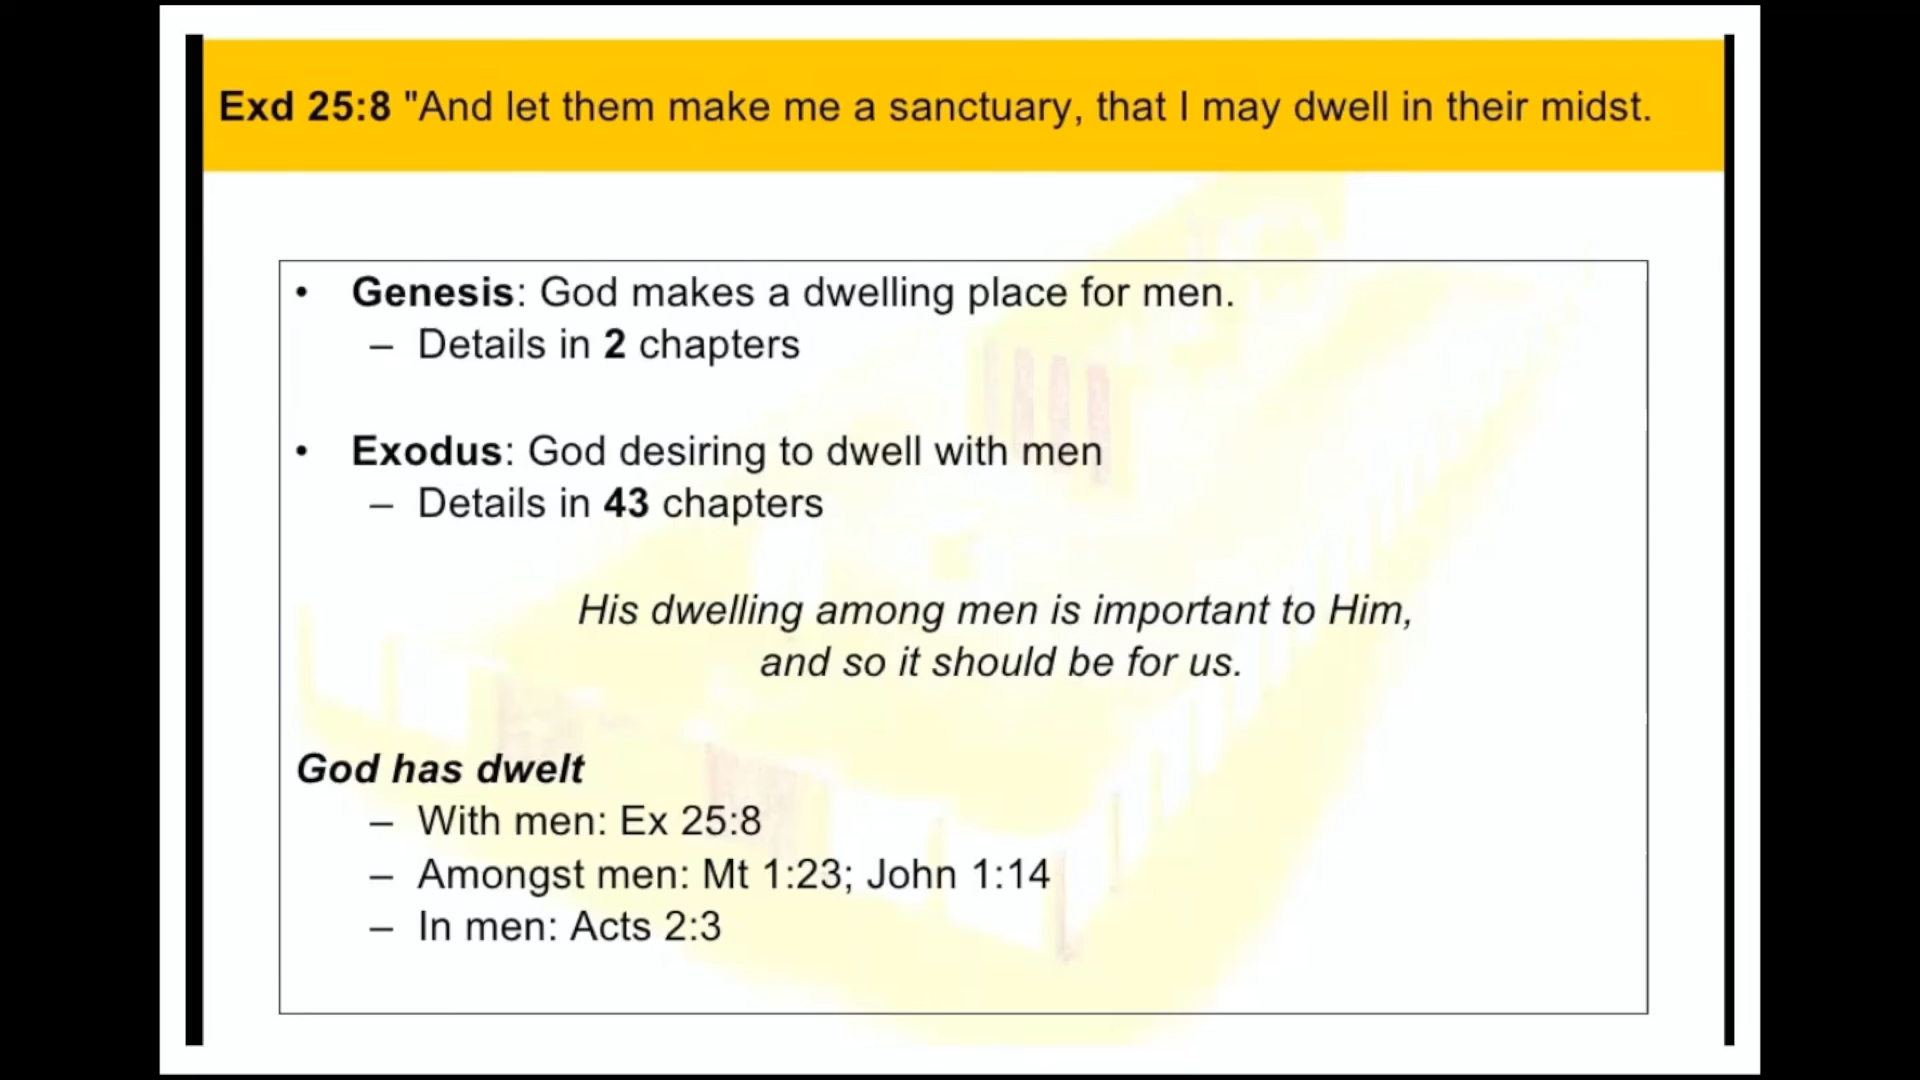 Exd 25:8 "And let them make me a sanctuary, that I may dwell in their midst.
• Genesis: God makes a dwelling place for men.
– Details in 2 chapters
• Exodus: God desiring to dwell with men
– Details in 43 chapters
His dwelling among men is important to Him,
and so it should be for us.
God has dwelt
– With men: Ex 25:8
– Amongst men: Mt 1:23; John 1:14
– In men: Acts 2:3